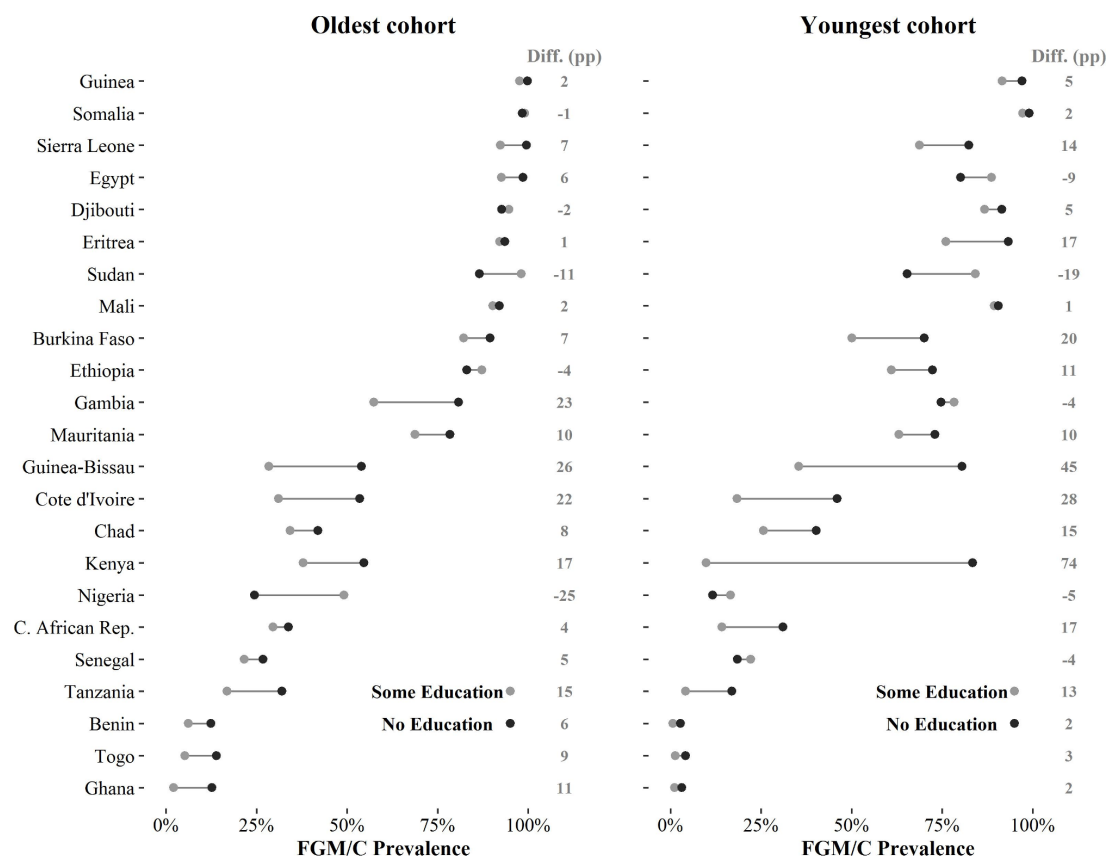 Oldest cohort Youngest cohort
Diff. (pp) Diff. (pp)
Guinea 2 5
Somalia -1 2
Sierra Leone 7 14
Egypt 6 -9
Djibouti -2 5
Eritrea 1 17
Sudan -11 -19
Mali 2 1
Burkina Faso 7 20
Ethiopia -4 11
Gambia 23 -4
Mauritania 10 10
Guinea-Bissau 26 45
Cote d'Ivoire 22 28
Chad 8 15
Kenya 17 74
Nigeria -25 -5
C. African Rep. 4 17
Senegal 5 -4
Tanzania Some Education 15 Some Education 13
Benin No Education 6 No Education 2
Togo 9 3
Ghana 11 2
0% 25% 50% 75% 100% 0% 25% 50% 75% 100%
FGM/C Prevalence FGM/C Prevalence